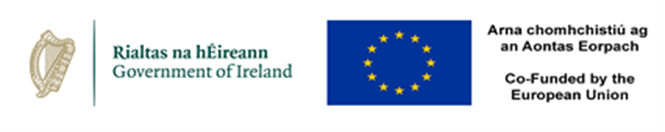 Rialtas na hÉireann
Government of Ireland
Arna chomhchistiú ag
an Aontas Eorpach
Co-Funded by the
European Union